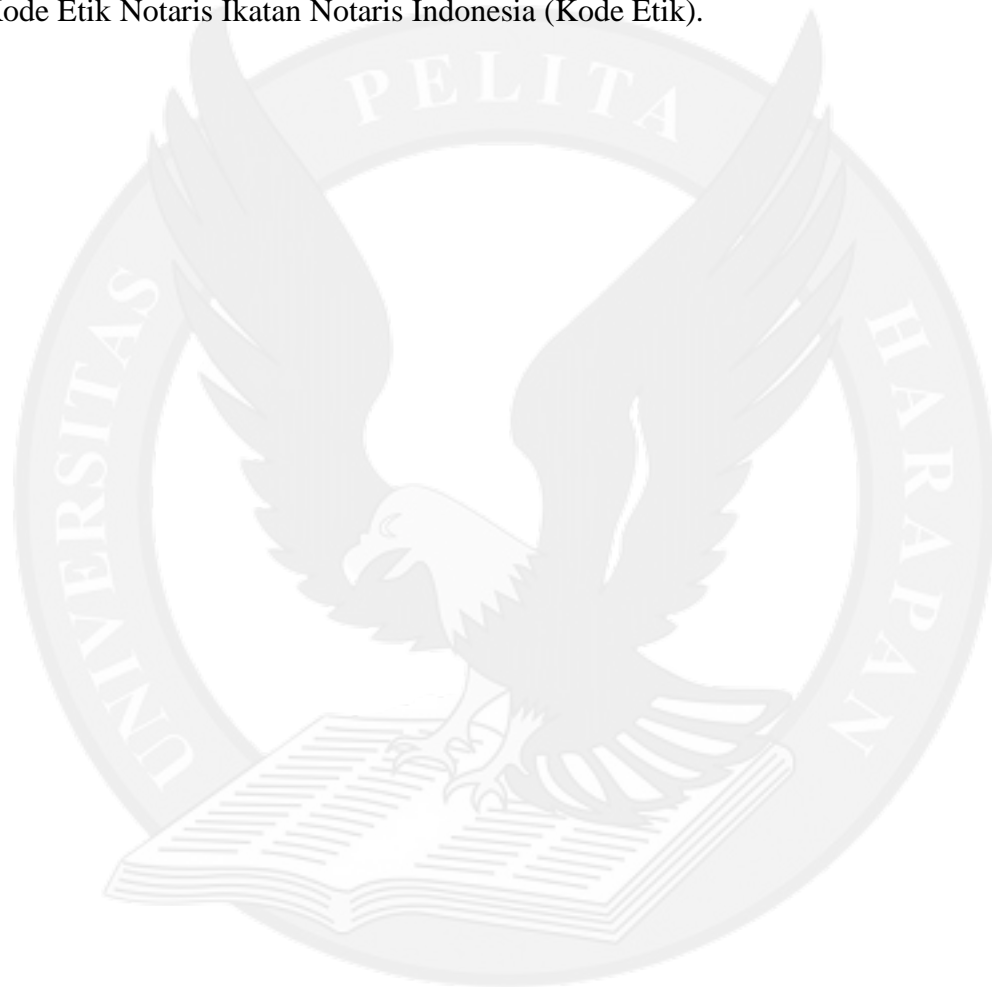 Kode Etik Notaris Ikatan Notaris Indonesia (Kode Etik).
UNIVERSITAS PELITA HARAPAN